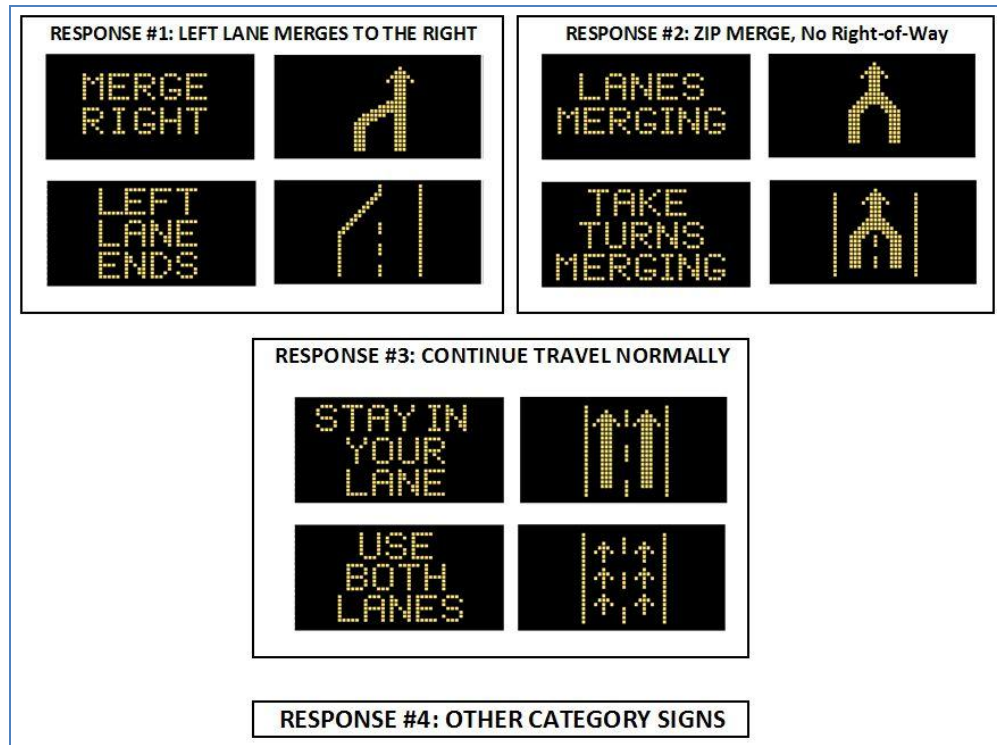 RESPONSE #1: LEFT LANE MERGES TO THE RIGHT
MERGE
RIGHT
LEFT
LANE
ENDS
RESPONSE #2: ZIP MERGE, No Right-of-Way
LANES
MERGING
TAKE
TURNS
MERGING
RESPONSE #3: CONTINUE TRAVEL NORMALLY
STAY IN
YOUR
LANE
USE
BOTH
LANES
RESPONSE #4: OTHER CATEGORY SIGNS